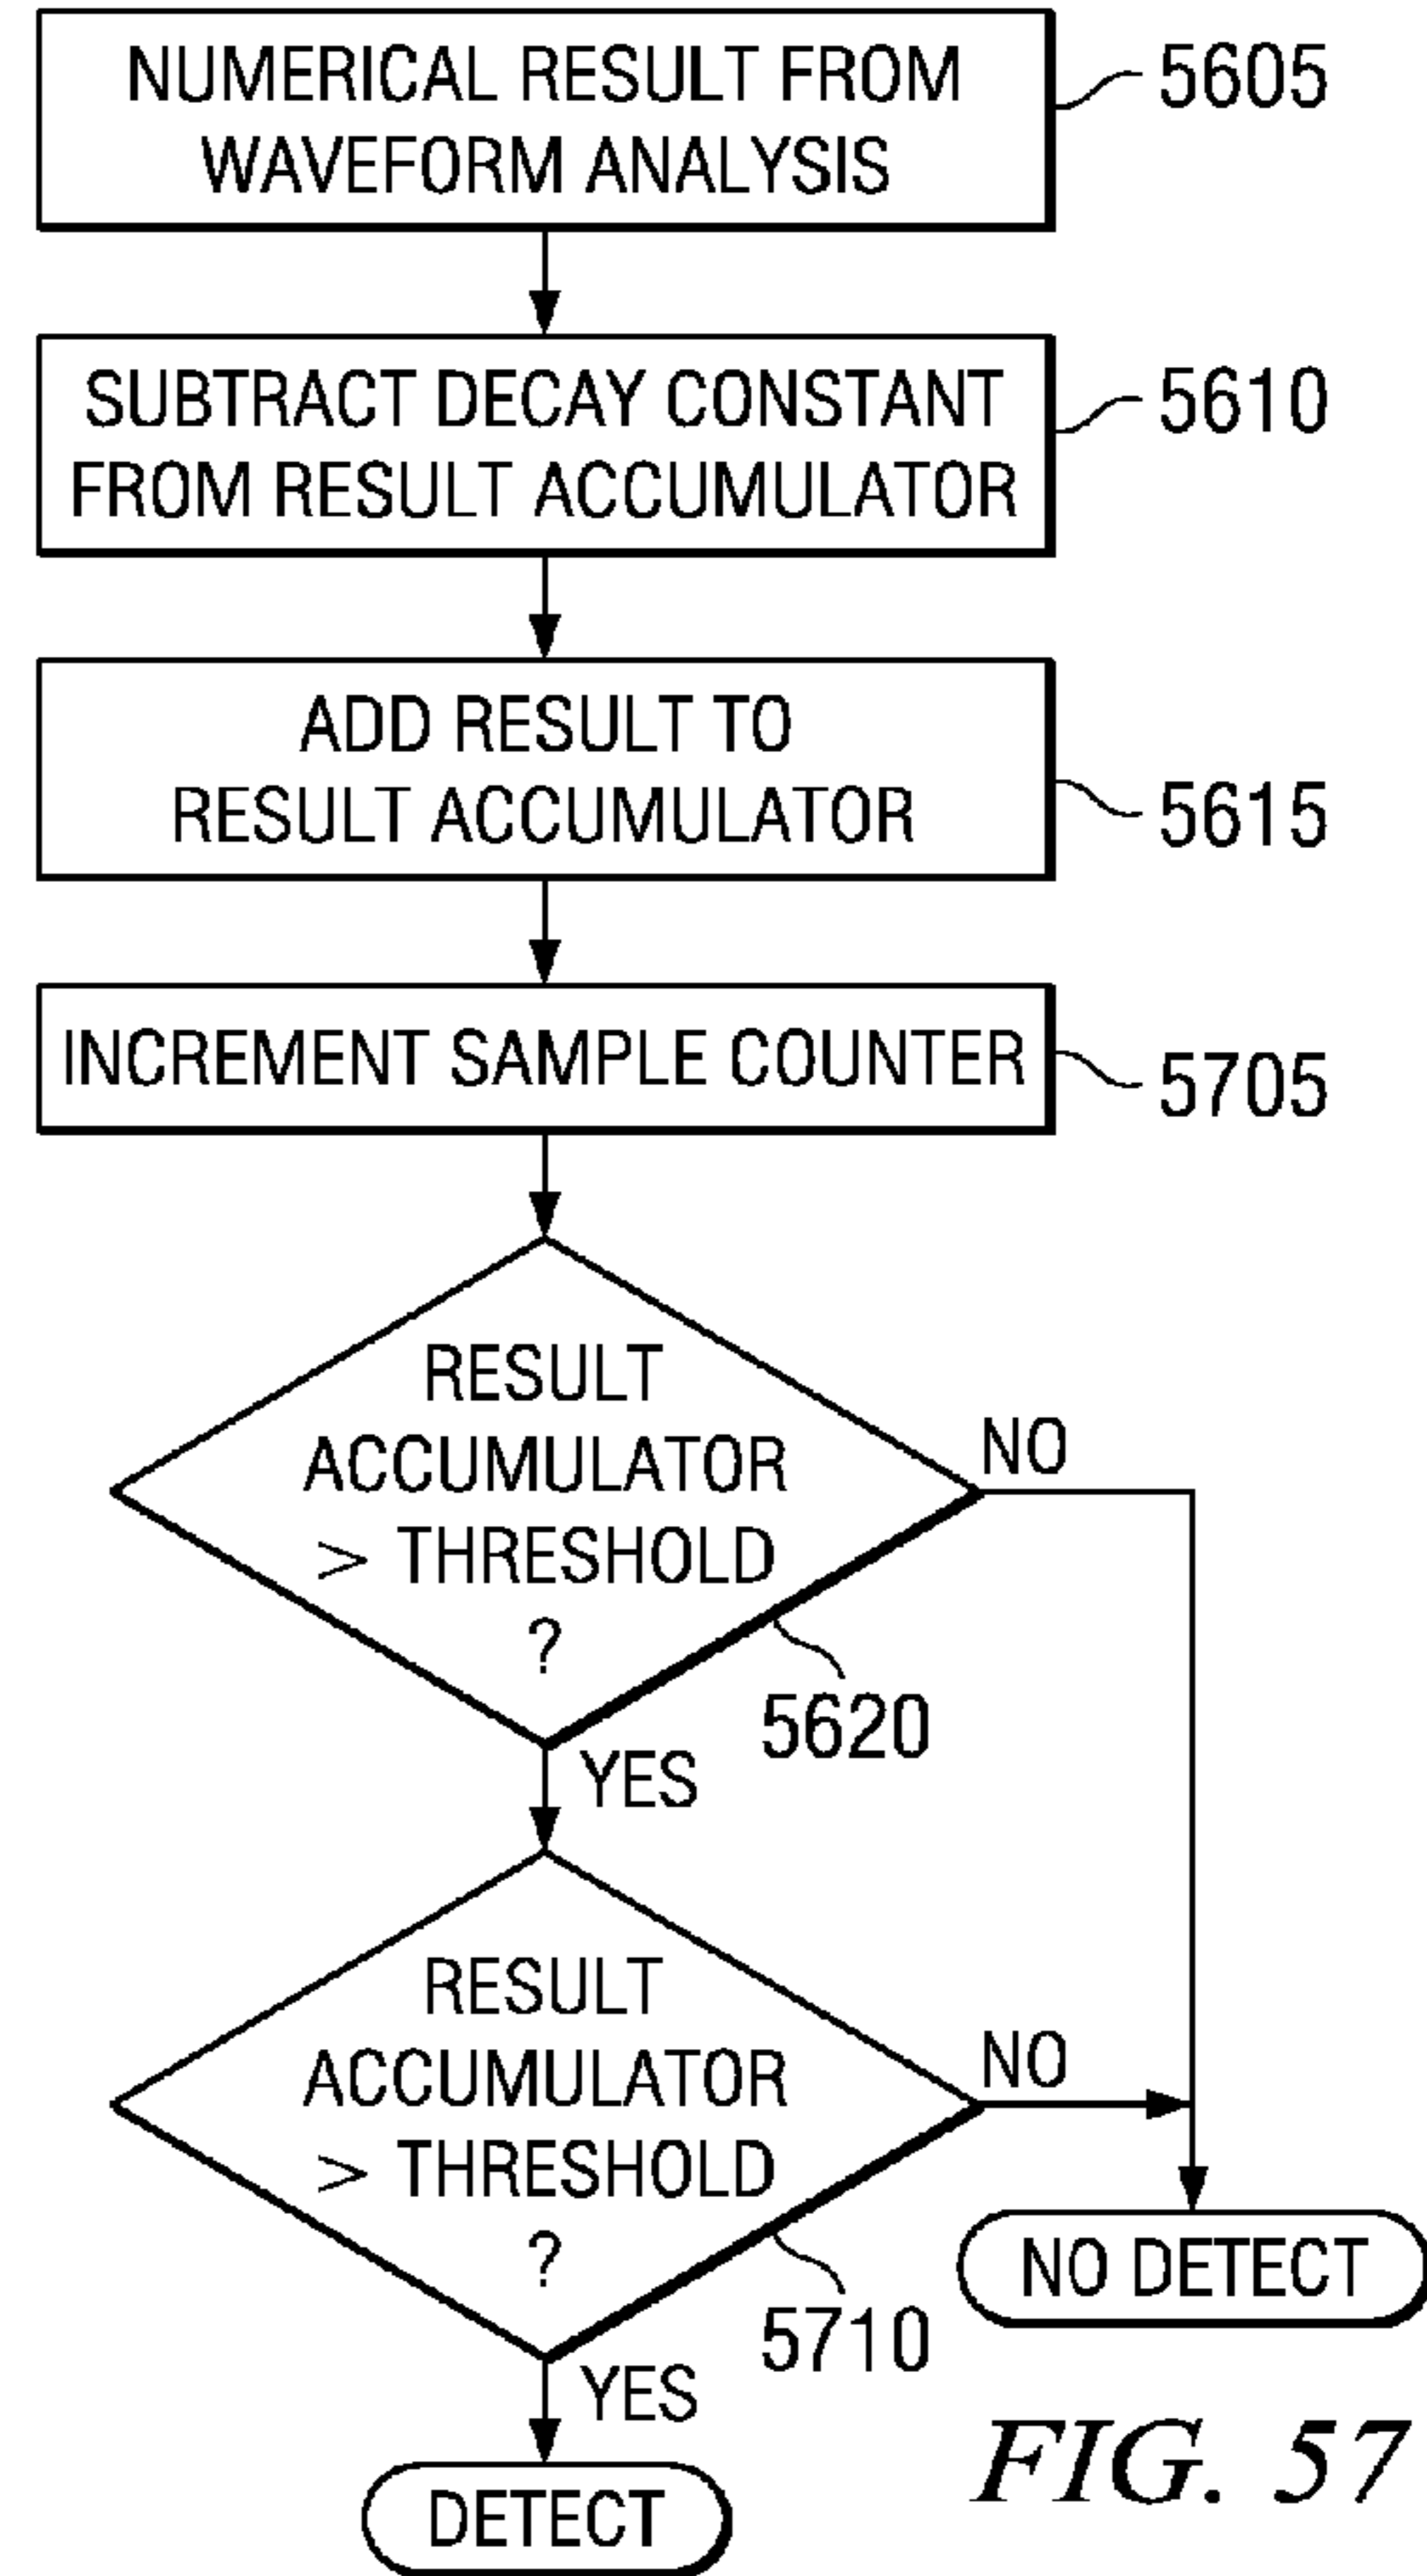 NUMERICAL RESULT FROM
WAVEFORM ANALYSIS
5605
SUBTRACT DECAY CONSTANT
FROM RESULT ACCUMULATOR
5610
ADD RESULT TO
RESULT ACCUMULATOR
5615
INCREMENT SAMPLE COUNTER
5705
RESULT
ACCUMULATOR
> THRESHOLD
?
NO
5620
YES
RESULT
ACCUMULATOR
> THRESHOLD
?
NO
5710
YES
NO DETECT
DETECT
FIG. 57